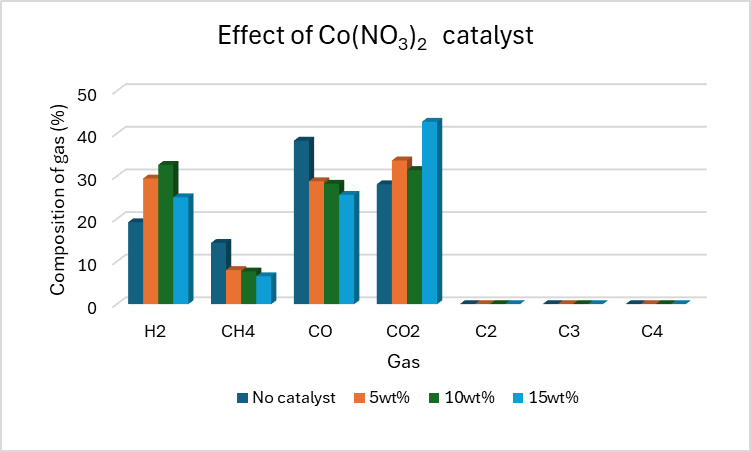 Effect of Co(NO₃)₂ catalyst
Composition of gas (%)
50
40
30
20
10
0
H2 CH4 CO CO2 C2 C3 C4
Gas
No catalyst 5wt% 10wt% 15wt%